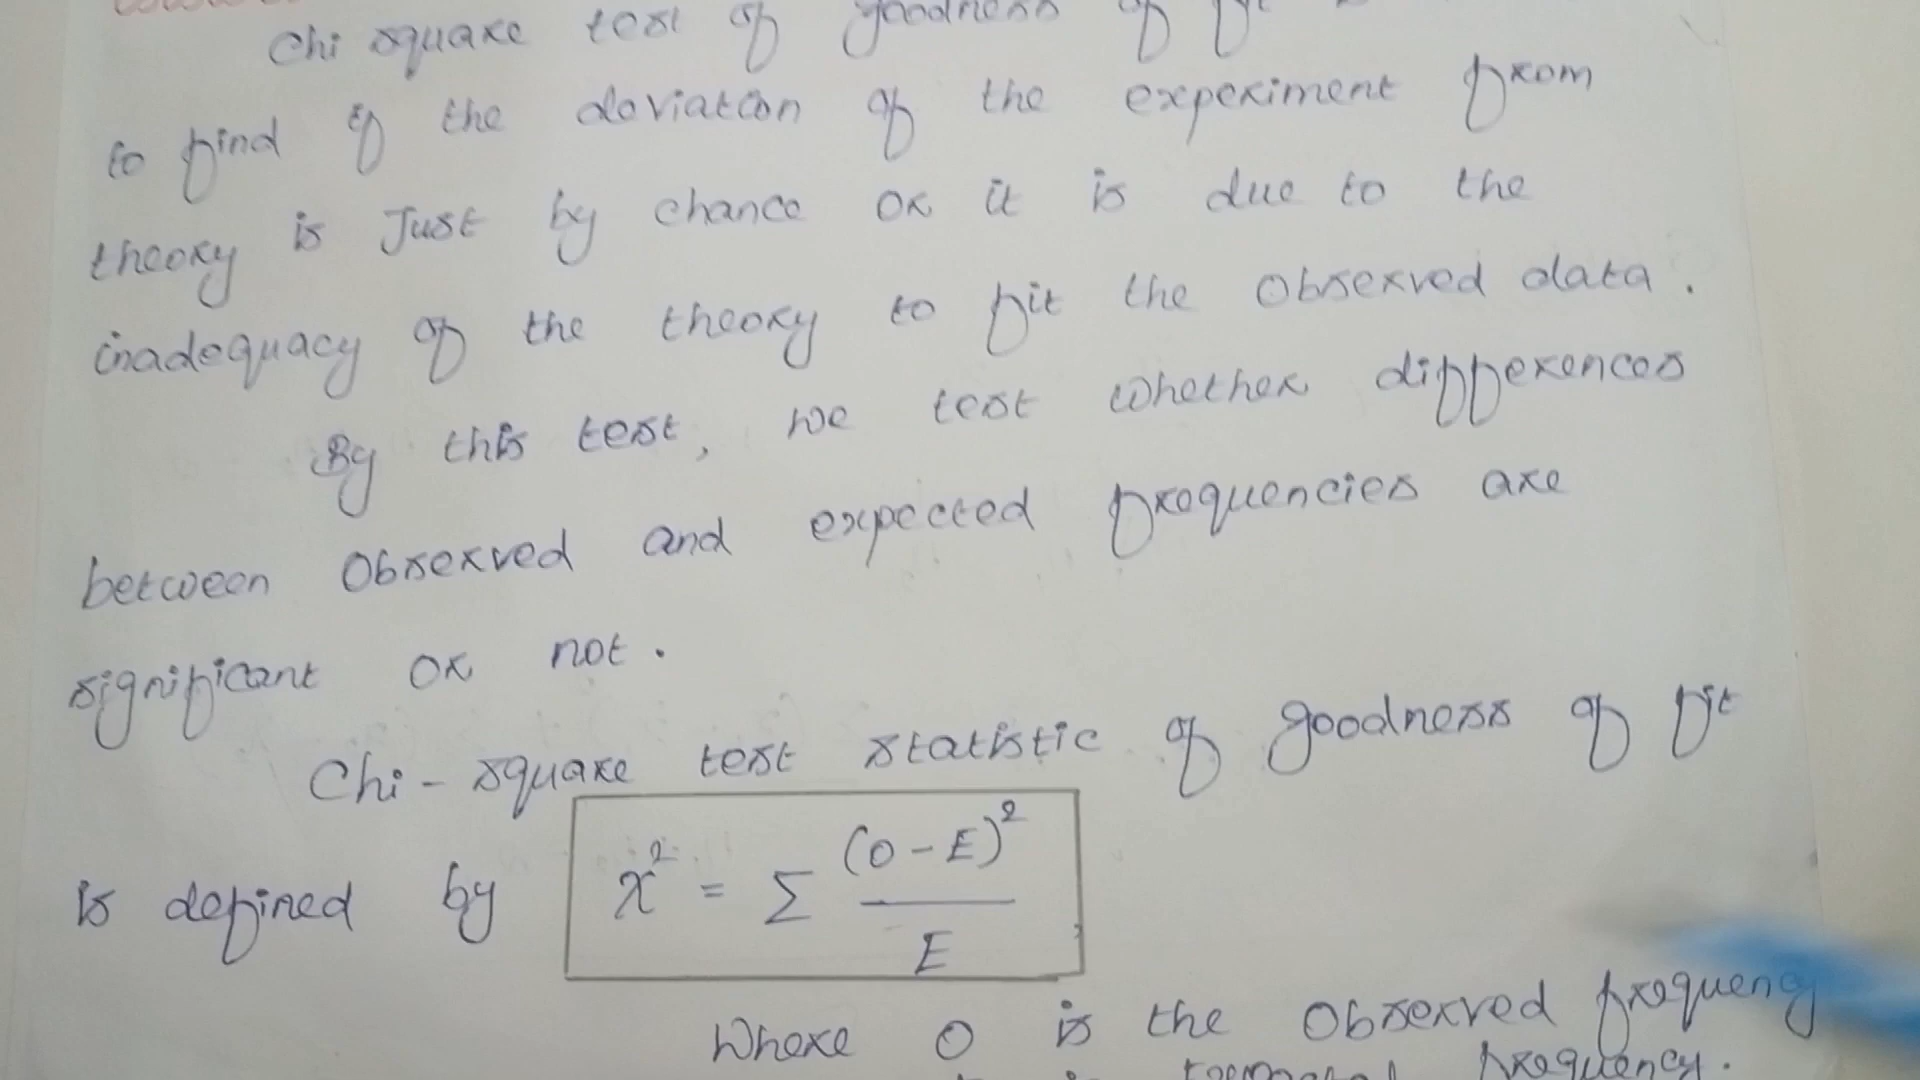 Chi square test of goodness of fit
to find if the deviation of the experiment from
theory is Just by chance or it is due to the
inadequacy of the theory to fit the Observed data.
By this test, we test whether differences
between Observed and expected frequencies are
significant or not.
Chi-square test statistic of goodness of fit
is defined by χ² = Σ (O-E)² / E
Where O is the Observed frequency
frequency.